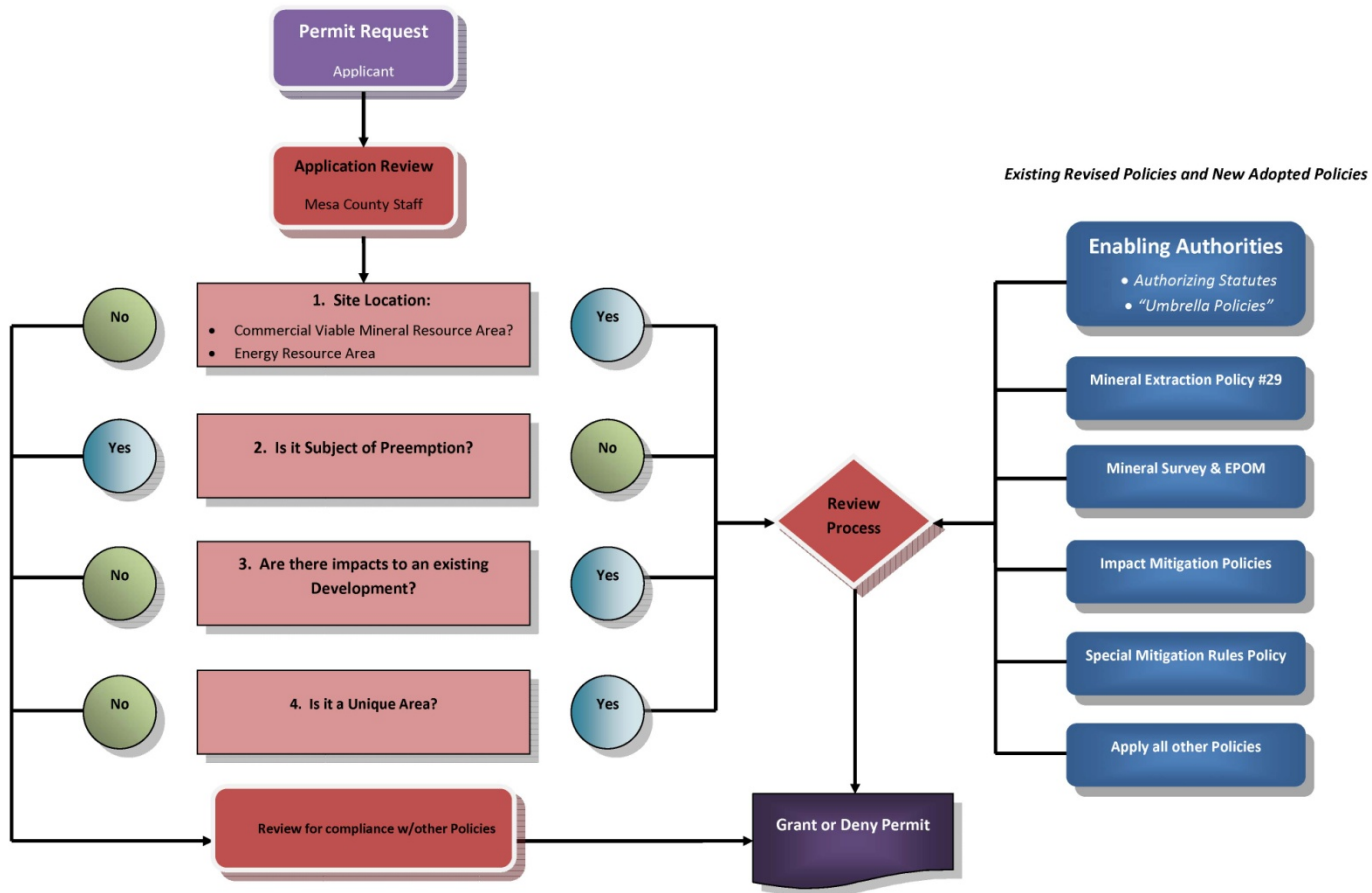 Permit Request
Applicant
Application Review
Mesa County Staff
Existing Revised Policies and New Adopted Policies
No
1. Site Location:
• Commercial Viable Mineral Resource Area?
• Energy Resource Area
Yes
Yes
2. Is it Subject of Preemption?
No
No
3. Are there impacts to an existing
Development?
Yes
No
4. Is it a Unique Area?
Yes
Review for compliance w/other Policies
Review
Process
Grant or Deny Permit
Enabling Authorities
• Authorizing Statutes
• “Umbrella Policies”
Mineral Extraction Policy #29
Mineral Survey & EPOM
Impact Mitigation Policies
Special Mitigation Rules Policy
Apply all other Policies